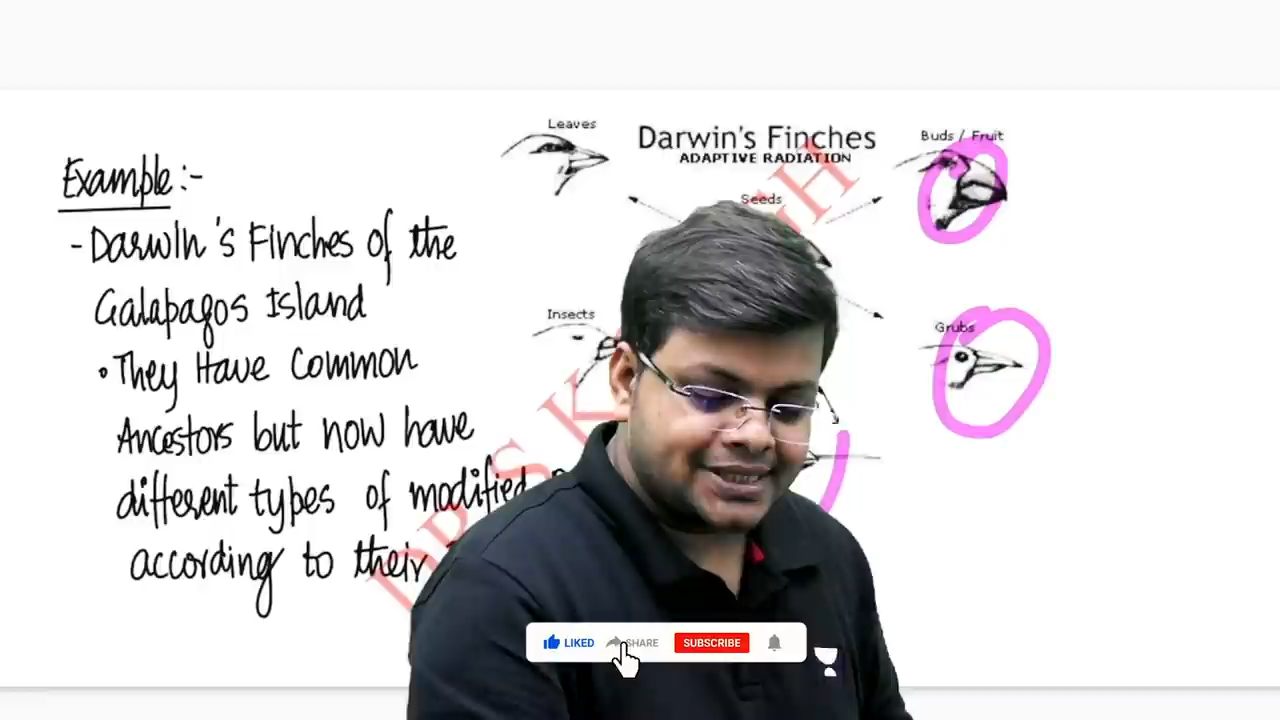 Example:-
- Darwin's Finches of the
Galapagos Island
• They Have Common
Ancestors but now have
different types of modified
according to their
Leaves
Darwin's Finches
ADAPTIVE RADIATION
Buds / Fruit
Seeds
Insects
Grubs
LIKED
SHARE
SUBSCRIBE